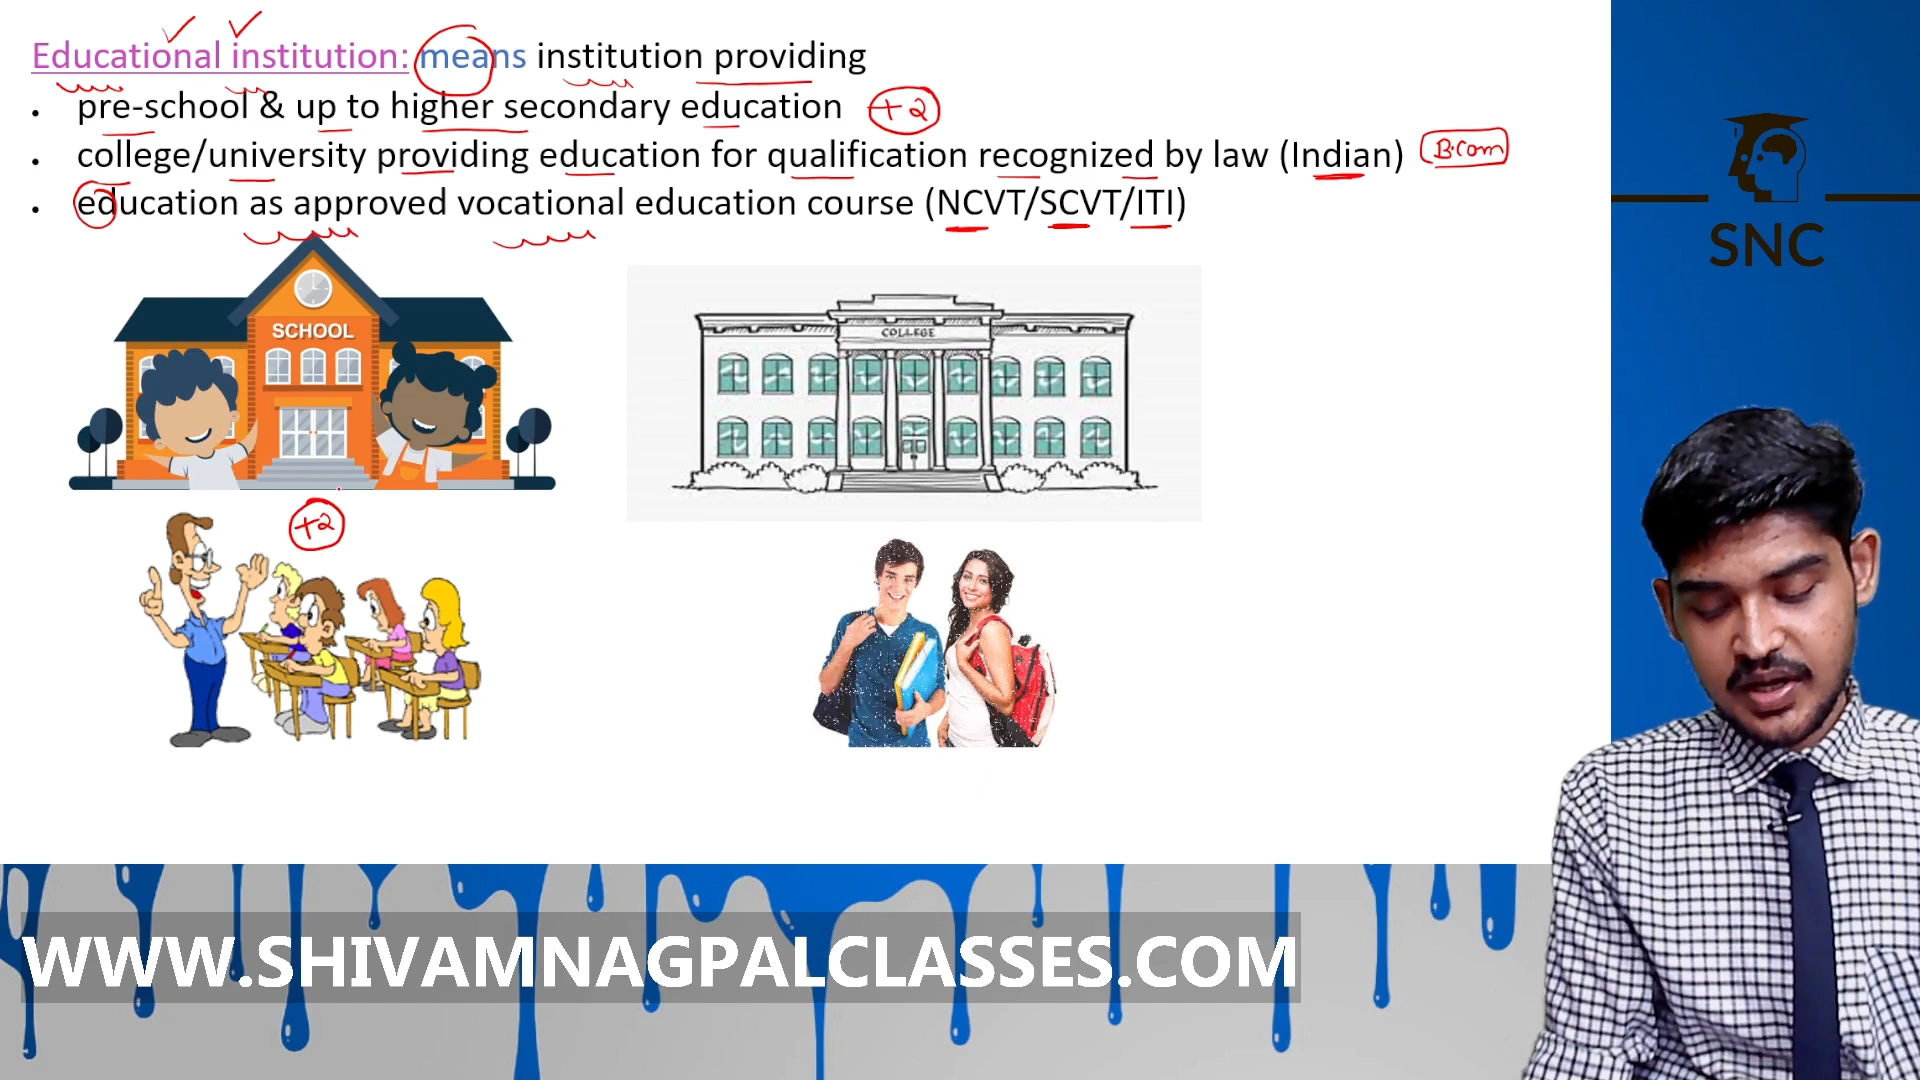 Educational institution: means institution providing
• pre-school & up to higher secondary education +2
• college/university providing education for qualification recognized by law (Indian) B.com
• education as approved vocational education course (NCVT/SCVT/ITI)
SNC
SCHOOL
COLLEGE
+2
WWW.SHIVAMNAGPALCLASSES.COM